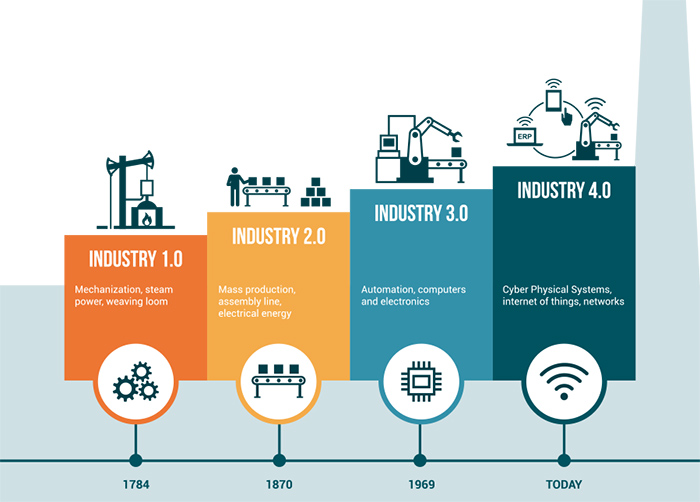 ERP
INDUSTRY 1.0
Mechanization, steam
power, weaving loom
INDUSTRY 2.0
Mass production,
assembly line,
electrical energy
INDUSTRY 3.0
Automation, computers
and electronics
INDUSTRY 4.0
Cyber Physical Systems,
internet of things, networks
1784
1870
1969
TODAY